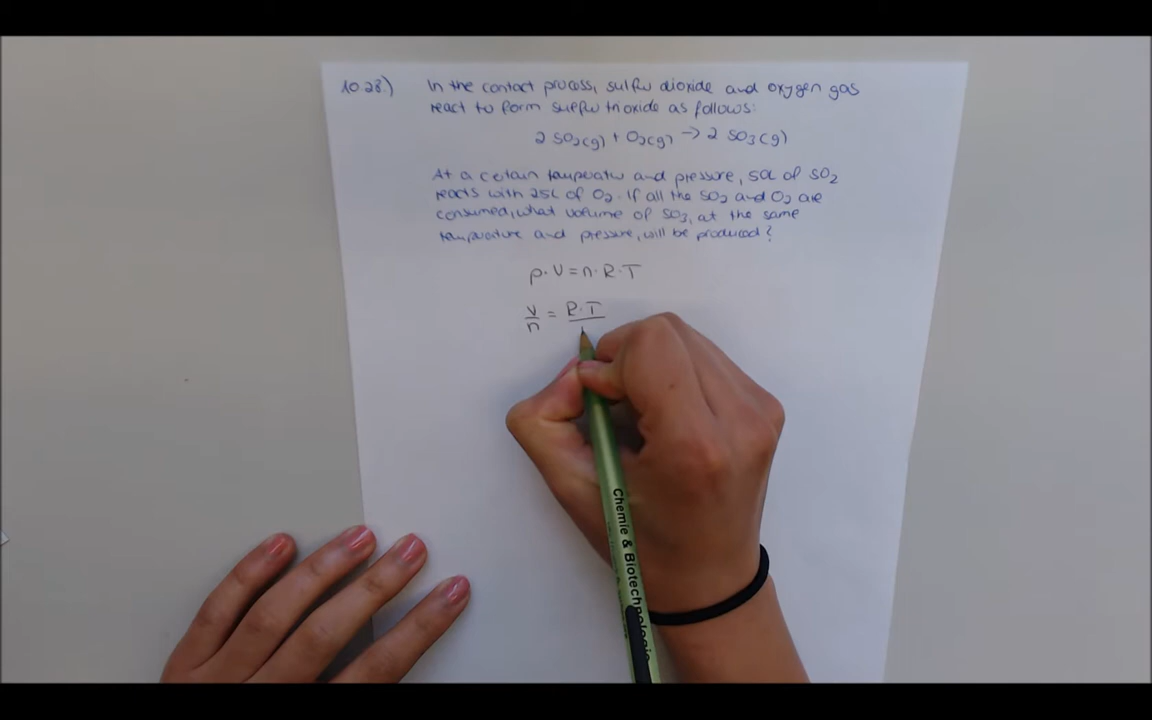 10.28.) In the contact process, sulfur dioxide and oxygen gas
react to form sulfur trioxide as follows:
2 SO2(g) + O2(g) -> 2 SO3(g)
At a certain temperature and pressure, 50L of SO2
reacts with 25L of O2. If all the SO2 and O2 are
consumed, what volume of SO3, at the same
temperature and pressure, will be produced?
p · V = n · R · T
V/n = R · T
Chemie & Biotechnologie